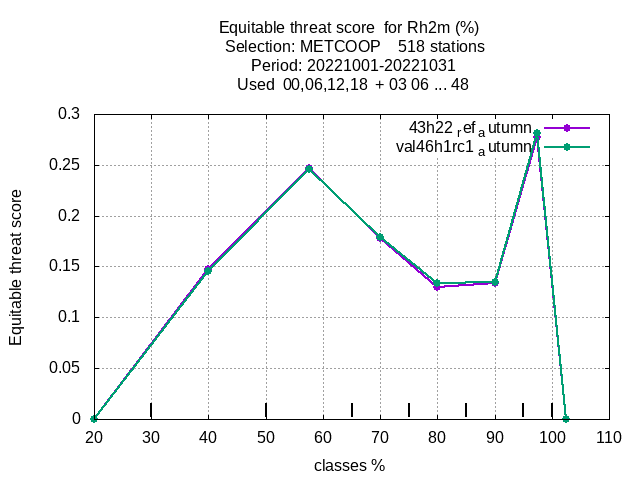 Equitable threat score for Rh2m (%)
Selection: METCOOP 518 stations
Period: 20221001-20221031
Used 00,06,12,18 + 03 06 ... 48
43h22 ref a utumn
val46h1rc1 a utumn
0.3
0.25
0.2
0.15
0.1
0.05
0
Equitable threat score
20 30 40 50 60 70 80 90 100 110
classes %